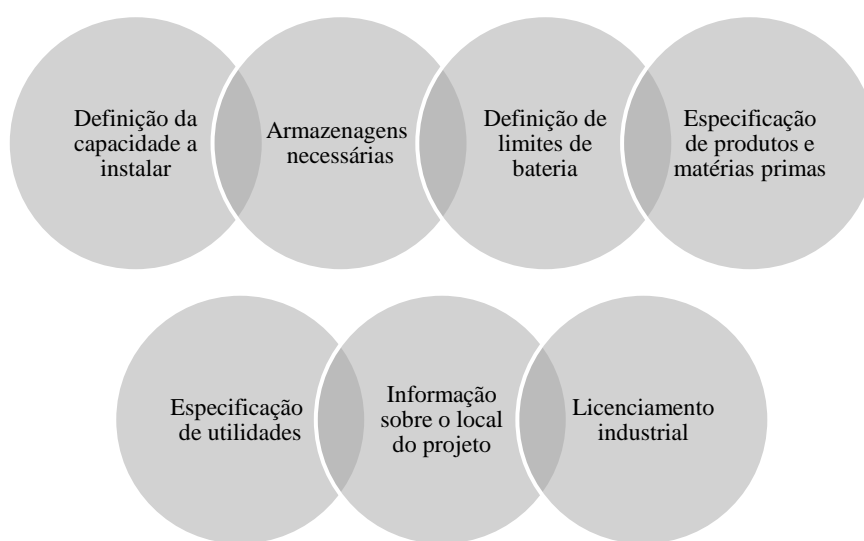 Definição da
capacidade a
instalar
Armazenagens
necessárias
Definição de
limites de
bateria
Especificação
de produtos e
matérias primas
Especificação
de utilidades
Informação
sobre o local
do projeto
Licenciamento
industrial